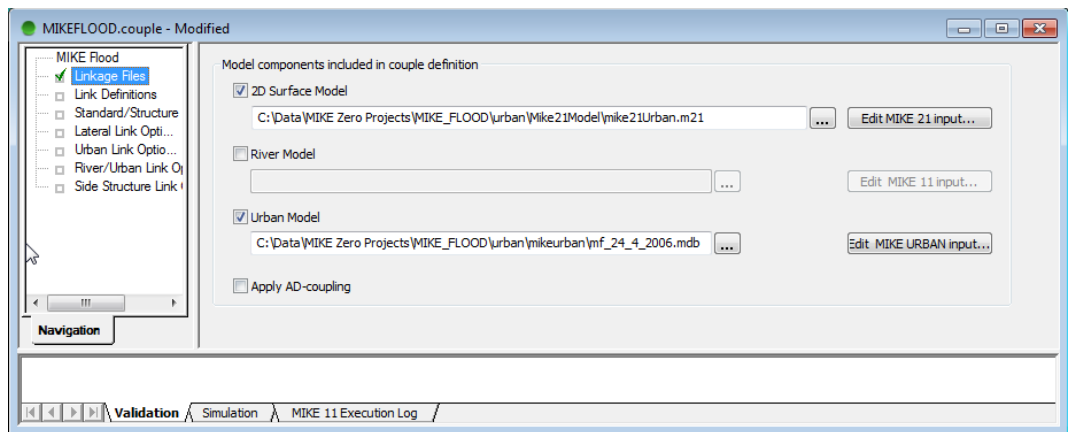 MIKEFLOOD.couple - Modified
MIKE Flood
Linkage Files
Link Definitions
Standard/Structure
Lateral Link Opti...
Urban Link Optio...
River/Urban Link O
Side Structure Link
Navigation
Model components included in couple definition
2D Surface Model
C:\Data\MIKE Zero Projects\MIKE_FLOOD\urban\Mike21Model\mike21Urban.m21
...
Edit MIKE 21 input...
River Model
...
Edit MIKE 11 input...
Urban Model
C:\Data\MIKE Zero Projects\MIKE_FLOOD\urban\mikeurban\mf_24_4_2006.mdb
...
Edit MIKE URBAN input...
Apply AD-coupling
Validation Simulation MIKE 11 Execution Log